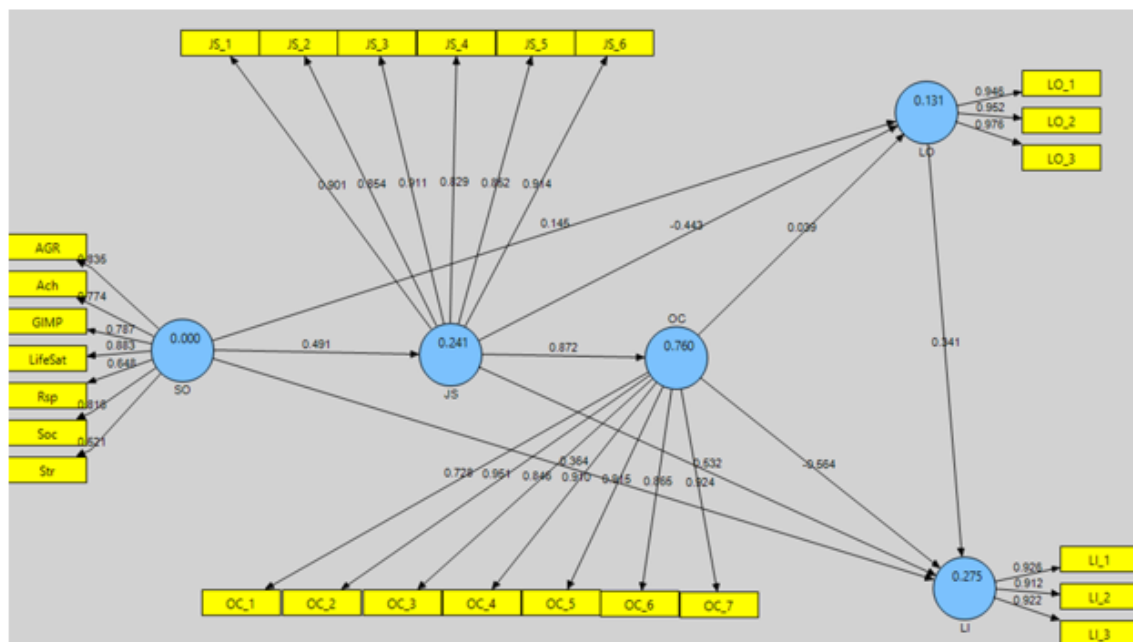 JS_1 JS_2 JS_3 JS_4 JS_5 JS_6
0.131
LO
0.946 LO_1
0.952 LO_2
0.976 LO_3
0.901 0.854 0.911 0.829 0.862 0.914
0.145
-0.443
0.039
AGR 0.835
Ach 0.774
GIMP 0.787
LifeSat 0.883
Rsp 0.648
Soc 0.818
Str 0.621
0.000
SO
0.491
0.241
JS
0.872
OC
0.760
0.341
0.728 0.951 0.846 0.364 0.910 0.915 0.865 0.532 0.924 -0.564
0.275
LI
0.926 LI_1
0.912 LI_2
0.922 LI_3
OC_1 OC_2 OC_3 OC_4 OC_5 OC_6 OC_7